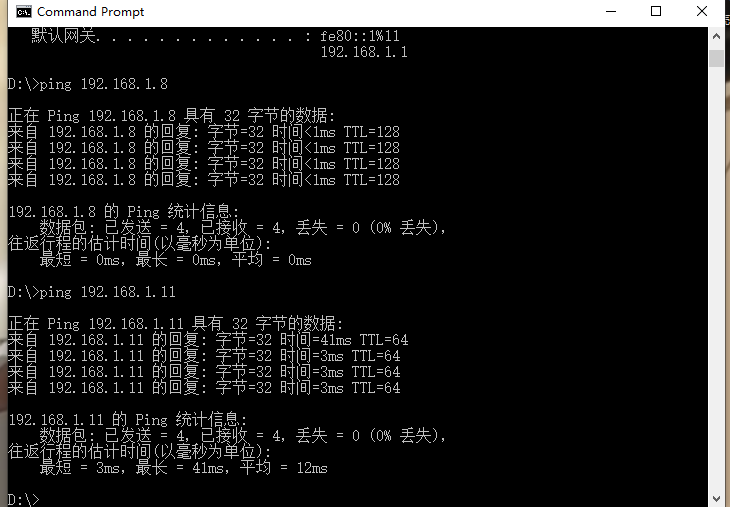 Command Prompt
默认网关. . . . . . . . . . . . . : fe80::1%11
192.168.1.1
D:\>ping 192.168.1.8
正在 Ping 192.168.1.8 具有 32 字节的数据:
来自 192.168.1.8 的回复: 字节=32 时间<1ms TTL=128
来自 192.168.1.8 的回复: 字节=32 时间<1ms TTL=128
来自 192.168.1.8 的回复: 字节=32 时间<1ms TTL=128
来自 192.168.1.8 的回复: 字节=32 时间<1ms TTL=128
192.168.1.8 的 Ping 统计信息:
数据包: 已发送 = 4, 已接收 = 4, 丢失 = 0 (0% 丢失),
往返行程的估计时间(以毫秒为单位):
最短 = 0ms, 最长 = 0ms, 平均 = 0ms
D:\>ping 192.168.1.11
正在 Ping 192.168.1.11 具有 32 字节的数据:
来自 192.168.1.11 的回复: 字节=32 时间=41ms TTL=64
来自 192.168.1.11 的回复: 字节=32 时间=3ms TTL=64
来自 192.168.1.11 的回复: 字节=32 时间=3ms TTL=64
来自 192.168.1.11 的回复: 字节=32 时间=3ms TTL=64
192.168.1.11 的 Ping 统计信息:
数据包: 已发送 = 4, 已接收 = 4, 丢失 = 0 (0% 丢失),
往返行程的估计时间(以毫秒为单位):
最短 = 3ms, 最长 = 41ms, 平均 = 12ms
D:\>